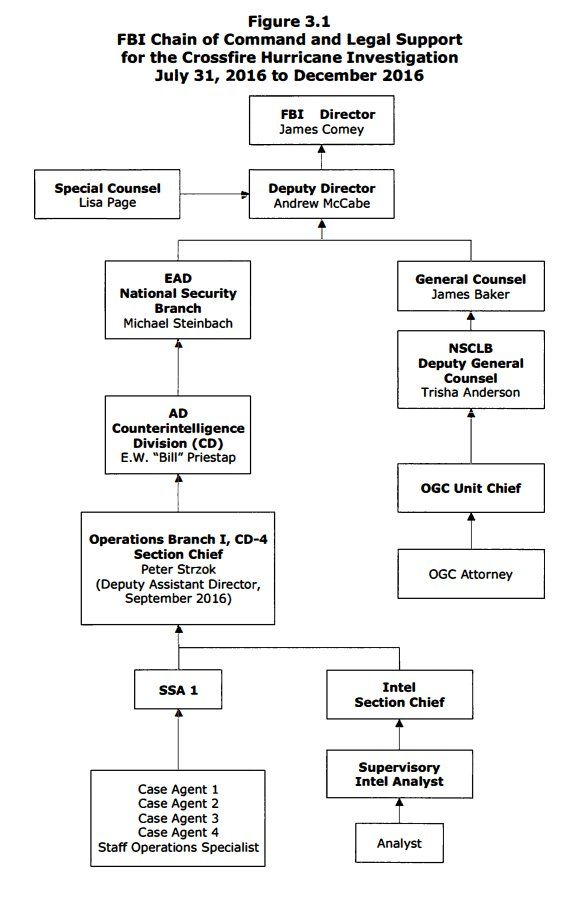 Figure 3.1
FBI Chain of Command and Legal Support
for the Crossfire Hurricane Investigation
July 31, 2016 to December 2016
FBI Director
James Comey
Special Counsel
Lisa Page
Deputy Director
Andrew McCabe
EAD
National Security
Branch
Michael Steinbach
General Counsel
James Baker
NSCLB
Deputy General
Counsel
Trisha Anderson
AD
Counterintelligence
Division (CD)
E.W. “Bill” Priestap
OGC Unit Chief
Operations Branch I, CD-4
Section Chief
Peter Strzok
(Deputy Assistant Director,
September 2016)
OGC Attorney
SSA 1
Intel
Section Chief
Case Agent 1
Case Agent 2
Case Agent 3
Case Agent 4
Staff Operations Specialist
Supervisory
Intel Analyst
Analyst